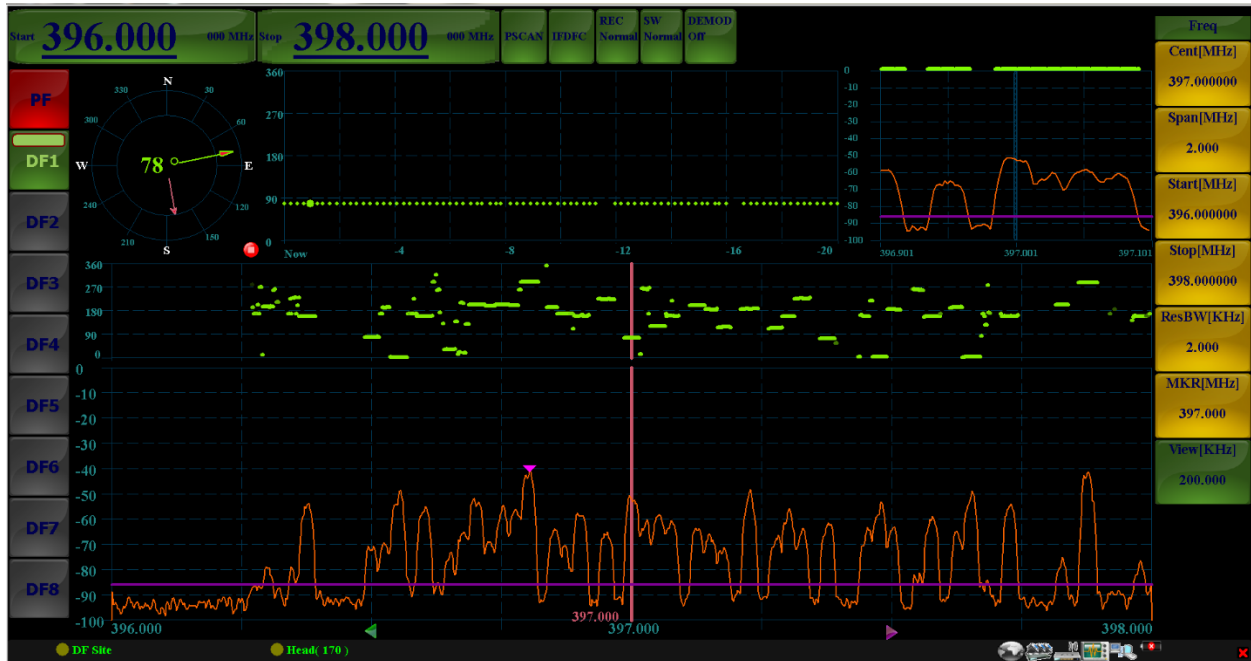 Start 396.000 000 MHz Stop 398.000 000 MHz PSCAN IFDFC REC Normal SW Normal DEMOD Off
Freq
Cent[MHz]
397.000000
Span[MHz]
2.000
Start[MHz]
396.000000
Stop[MHz]
398.000000
ResBW[KHz]
2.000
MKR[MHz]
397.000
View[KHz]
200.000
PF
DF1
DF2
DF3
DF4
DF5
DF6
DF7
DF8
N
330 30
300 60
W 78 E
240 120
210 150
S
360
270
180
90
0
Now -4 -8 -12 -16 -20
0
-10
-20
-30
-40
-50
-60
-70
-80
-90
-100
396.901 397.001 397.101
360
270
180
90
0
0
-10
-20
-30
-40
-50
-60
-70
-80
-90
-100
397.000
396.000 397.000 398.000
DF Site Head( 170 )